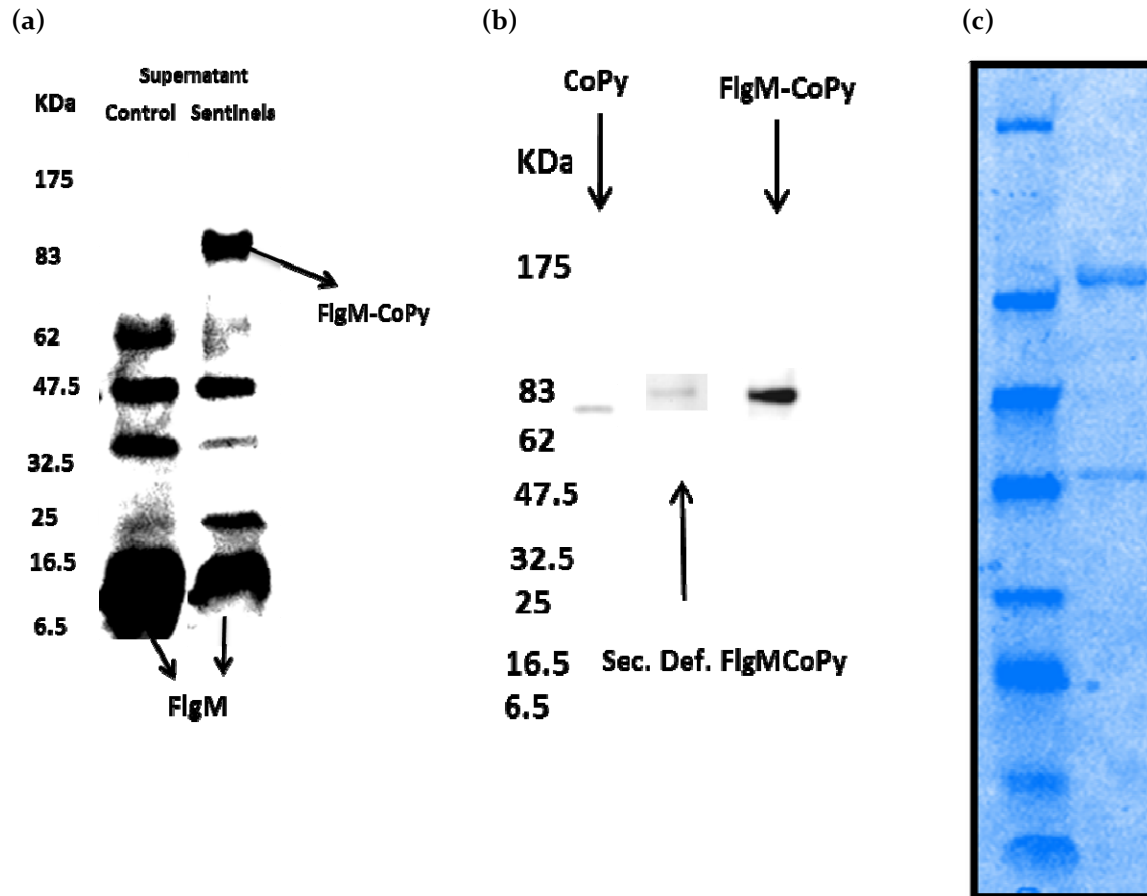 (a)
Supernatant
KDa
Control Sentinels
175
83
FlgM-CoPy
62
47.5
32.5
25
16.5
6.5
FlgM
(b)
CoPy
FlgM-CoPy
KDa
175
83
62
47.5
32.5
25
16.5
Sec. Def. FlgMCoPy
6.5
(c)